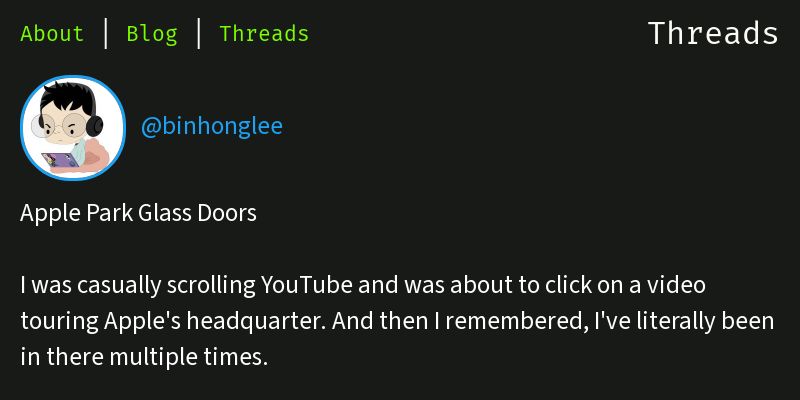 About | Blog | Threads Threads
@binhonglee
Apple Park Glass Doors
I was casually scrolling YouTube and was about to click on a video
touring Apple's headquarter. And then I remembered, I've literally been
in there multiple times.